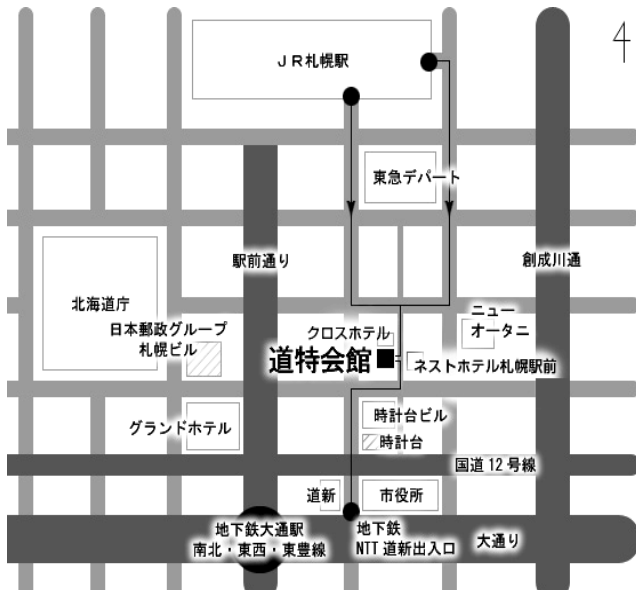 4
JR札幌駅
東急デパート
駅前通り
創成川通
北海道庁
ニュー
オータニ
日本郵政グループ
札幌ビル
クロスホテル
道特会館
ネストホテル札幌駅前
グランドホテル
時計台ビル
時計台
国道12号線
道新
市役所
地下鉄大通駅
南北・東西・東豊線
地下鉄
NTT道新出入口
大通り